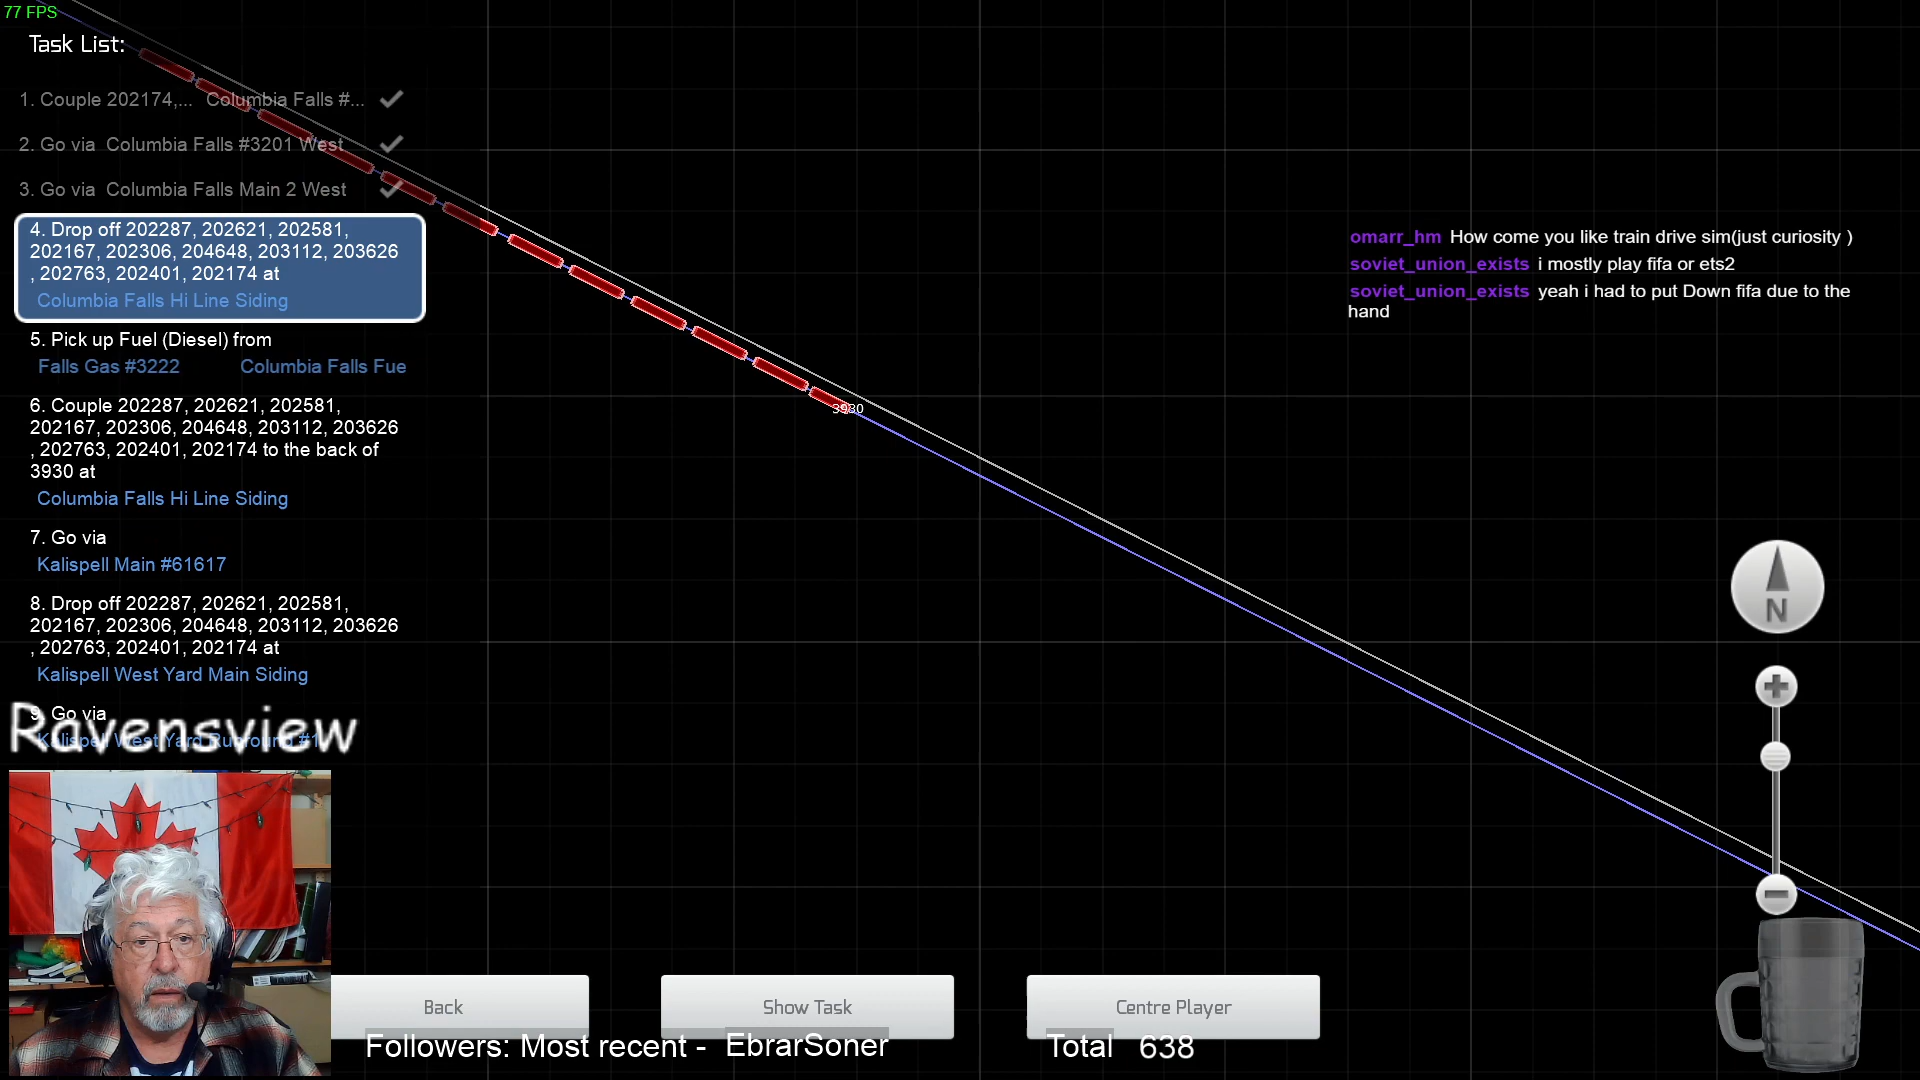 77 FPS
Task List:
1. Couple 202174,... Columbia Falls #...
2. Go via Columbia Falls #3201 West
3. Go via Columbia Falls Main 2 West
4. Drop off 202287, 202621, 202581,
202167, 202306, 204648, 203112, 203626
, 202763, 202401, 202174 at
Columbia Falls Hi Line Siding
5. Pick up Fuel (Diesel) from
Falls Gas #3222 Columbia Falls Fue
6. Couple 202287, 202621, 202581,
202167, 202306, 204648, 203112, 203626
, 202763, 202401, 202174 to the back of
3930 at
Columbia Falls Hi Line Siding
7. Go via
Kalispell Main #61617
8. Drop off 202287, 202621, 202581,
202167, 202306, 204648, 203112, 203626
, 202763, 202401, 202174 at
Kalispell West Yard Main Siding
9. Go via
Kalispell West Yard Runround #1
Ravensview
3930
omarr_hm How come you like train drive sim(just curiosity )
soviet_union_exists i mostly play fifa or ets2
soviet_union_exists yeah i had to put Down fifa due to the
hand
N
Back
Show Task
Centre Player
Followers: Most recent - EbrarSoner
Total 638